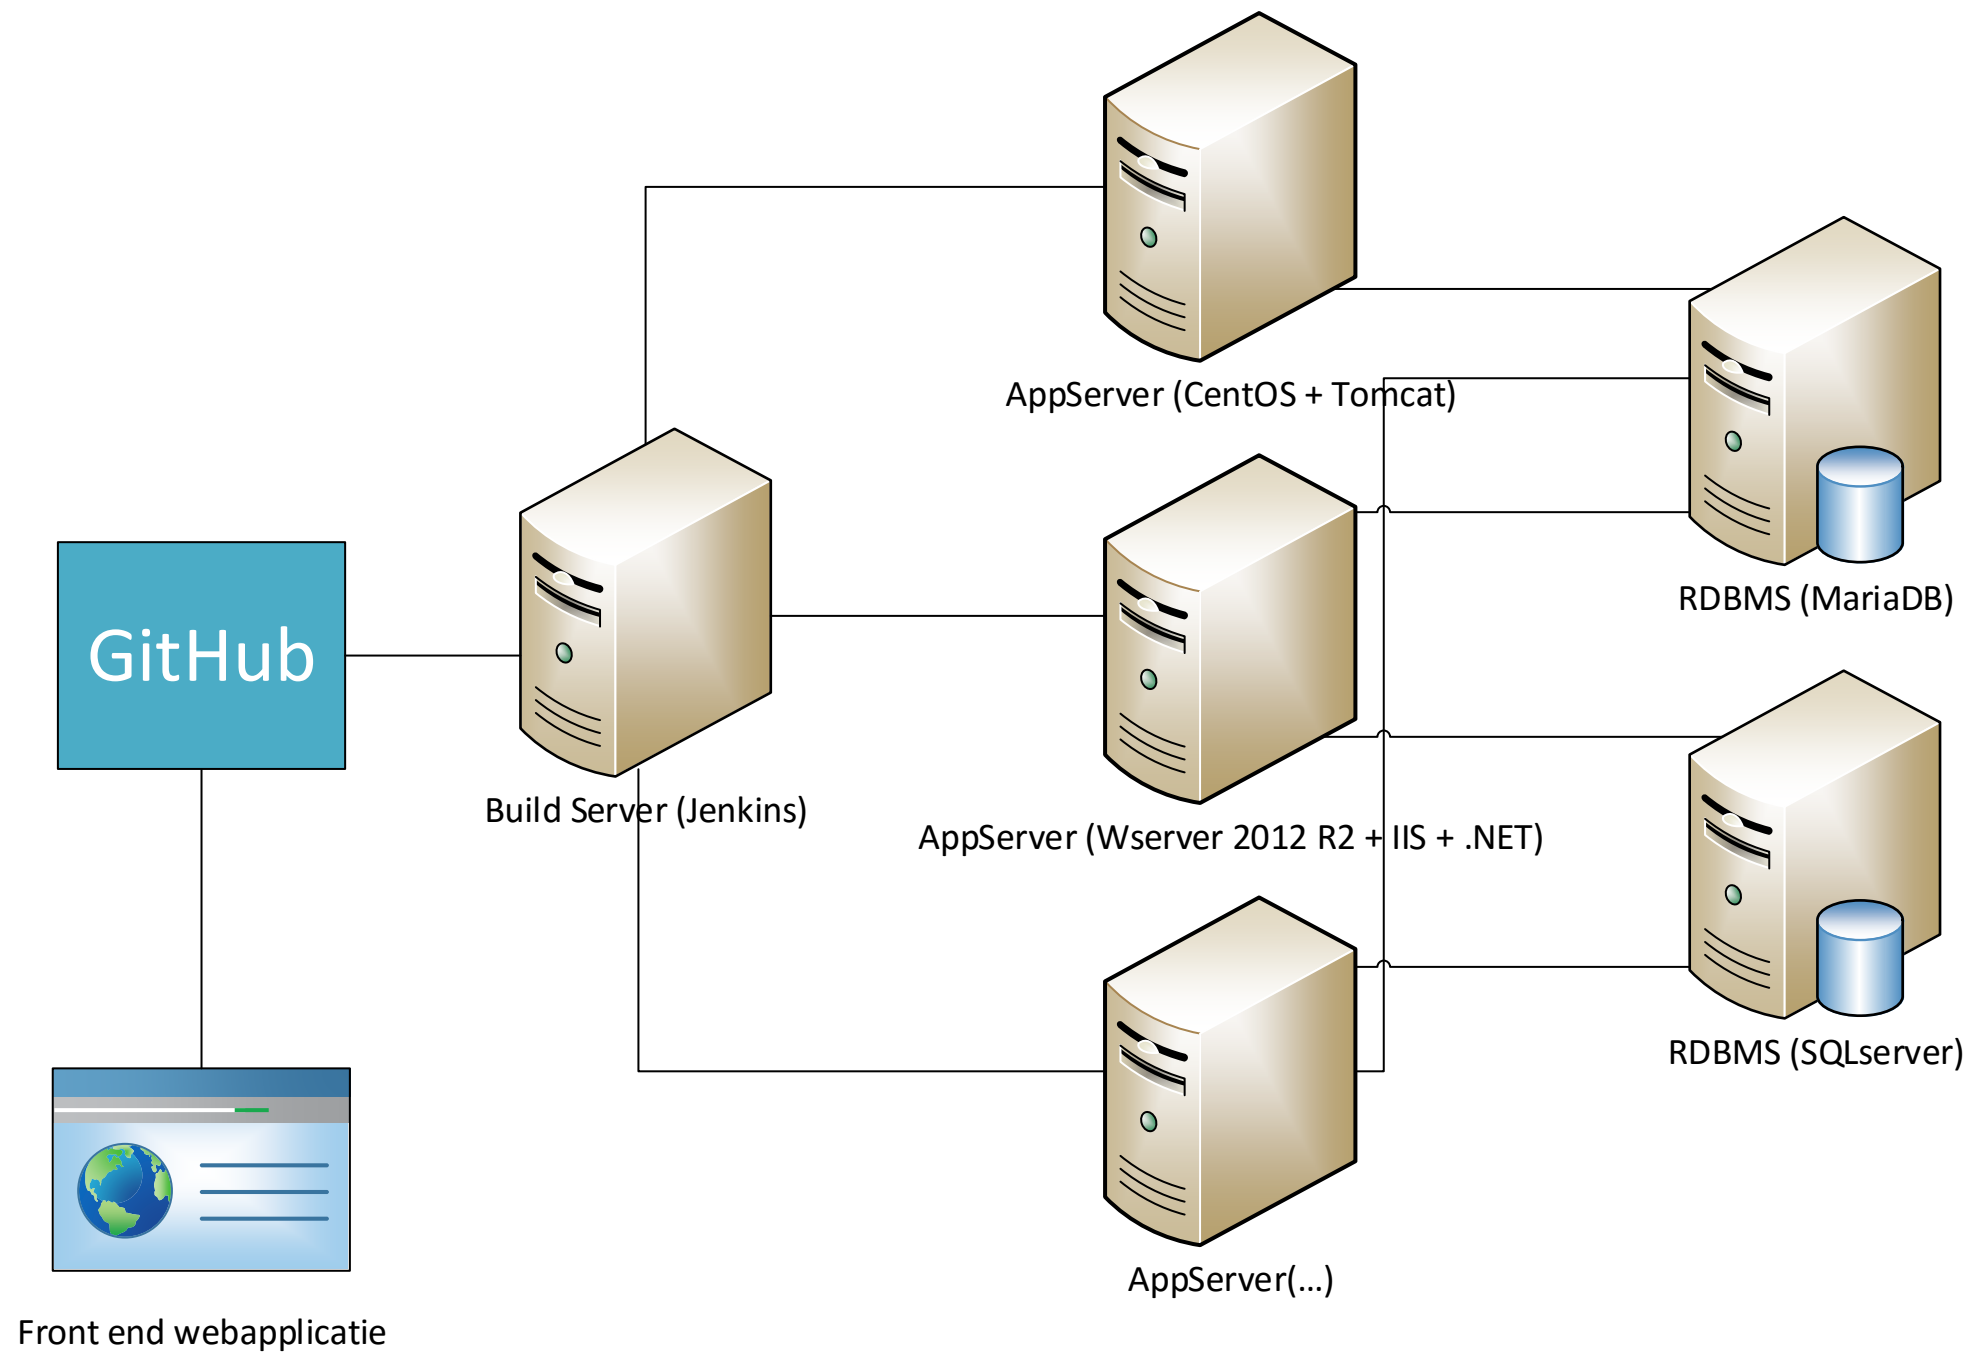 AppServer (CentOS + Tomcat)
RDBMS (MariaDB)
GitHub
Build Server (Jenkins)
AppServer (Wserver 2012 R2 + IIS + .NET)
RDBMS (SQLserver)
AppServer(...)
Front end webapplicatie